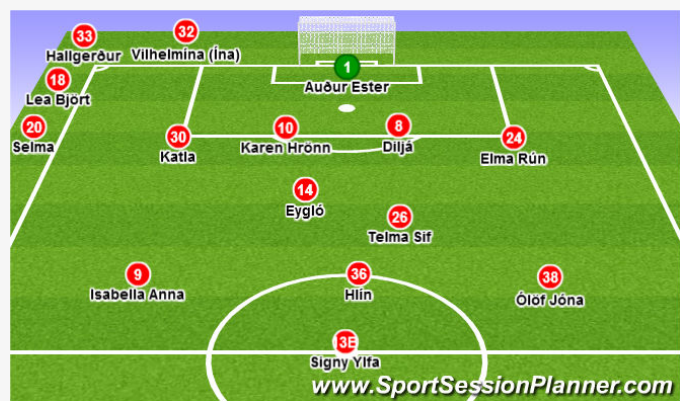 33
Hallgerður
32
Vilhelmína (Ína)
18
Lea Björt
1
Auður Ester
20
Selma
30
Katla
10
Karen Hrönn
8
Diljá
24
Elma Rún
14
Eygló
26
Telma Sif
9
Isabella Anna
36
Hlín
38
Ólöf Jóna
13E
Signy Ylfa
www.SportSessionPlanner.com